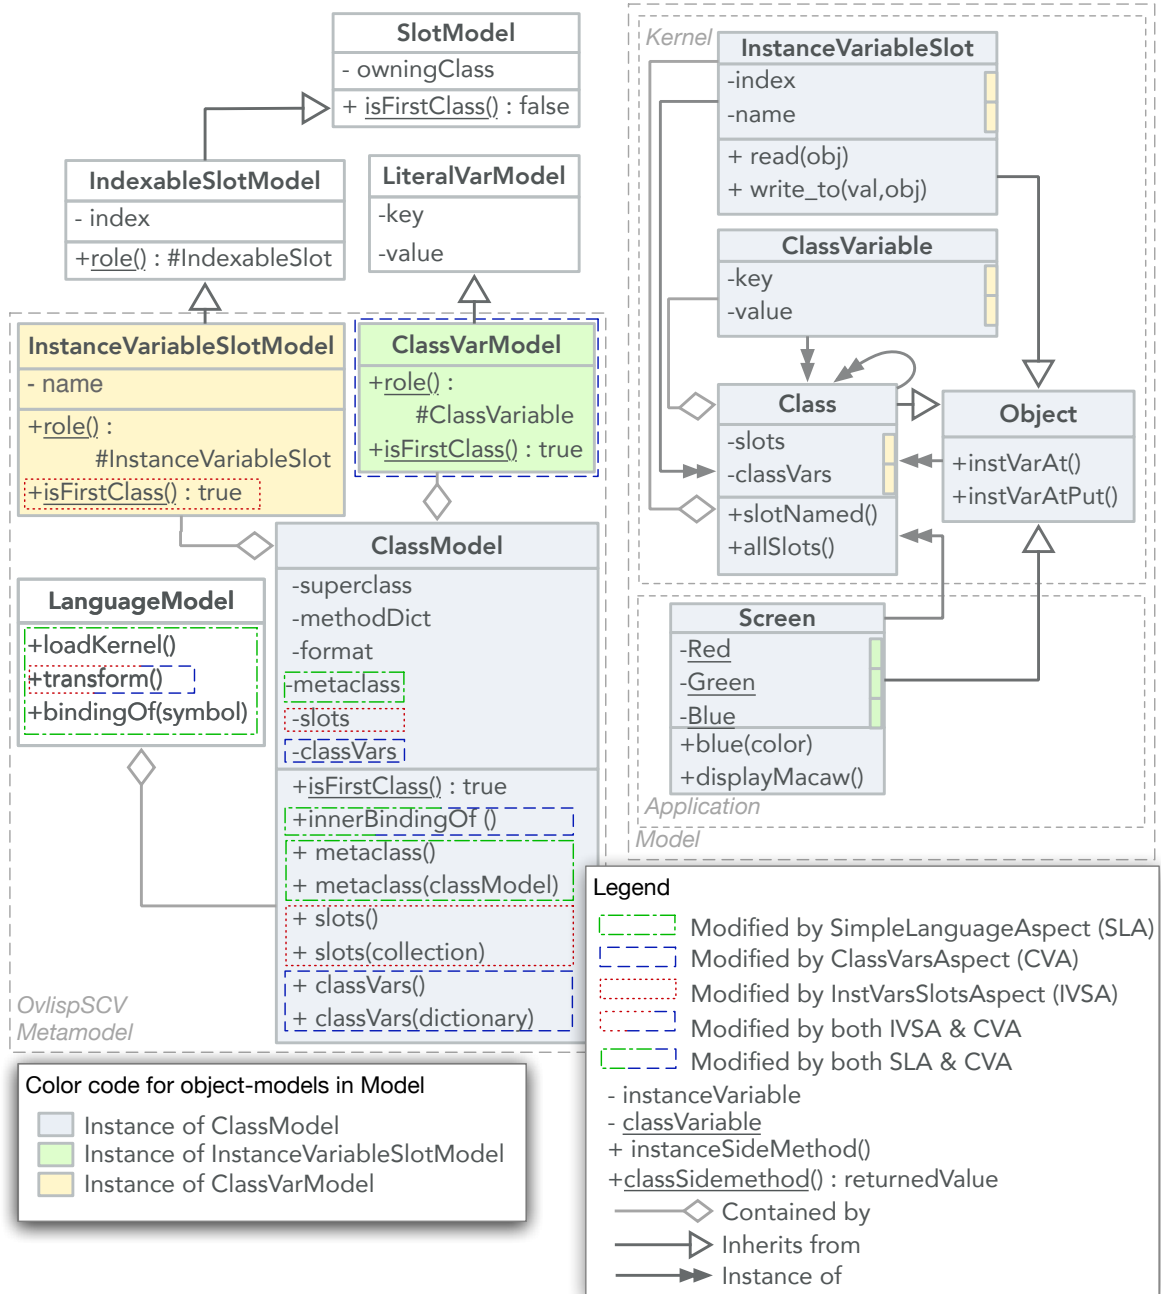 SlotModel
- owningClass
+ isFirstClass() : false
IndexableSlotModel
- index
+role() : #IndexableSlot
LiteralVarModel
-key
-value
InstanceVariableSlotModel
- name
+role() :
#InstanceVariableSlot
+isFirstClass() : true
ClassVarModel
+role() :
#ClassVariable
+isFirstClass() : true
LanguageModel
+loadKernel()
+transform()
+bindingOf(symbol)
ClassModel
-superclass
-methodDict
-format
-metaclass
-slots
-classVars
+isFirstClass() : true
+innerBindingOf ()
+ metaclass()
+ metaclass(classModel)
+ slots()
+ slots(collection)
+ classVars()
+ classVars(dictionary)
OvlispSCV
Metamodel
Kernel
InstanceVariableSlot
-index
-name
+ read(obj)
+ write_to(val,obj)
ClassVariable
-key
-value
Class
-slots
-classVars
+slotNamed()
+allSlots()
Object
+instVarAt()
+instVarAtPut()
Screen
-Red
-Green
-Blue
+blue(color)
+displayMacaw()
Application
Model
Color code for object-models in Model
Instance of ClassModel
Instance of InstanceVariableSlotModel
Instance of ClassVarModel
Legend
Modified by SimpleLanguageAspect (SLA)
Modified by ClassVarsAspect (CVA)
Modified by InstVarsSlotsAspect (IVSA)
Modified by both IVSA & CVA
Modified by both SLA & CVA
- instanceVariable
- classVariable
+ instanceSideMethod()
+classSidemethod() : returnedValue
Contained by
Inherits from
Instance of